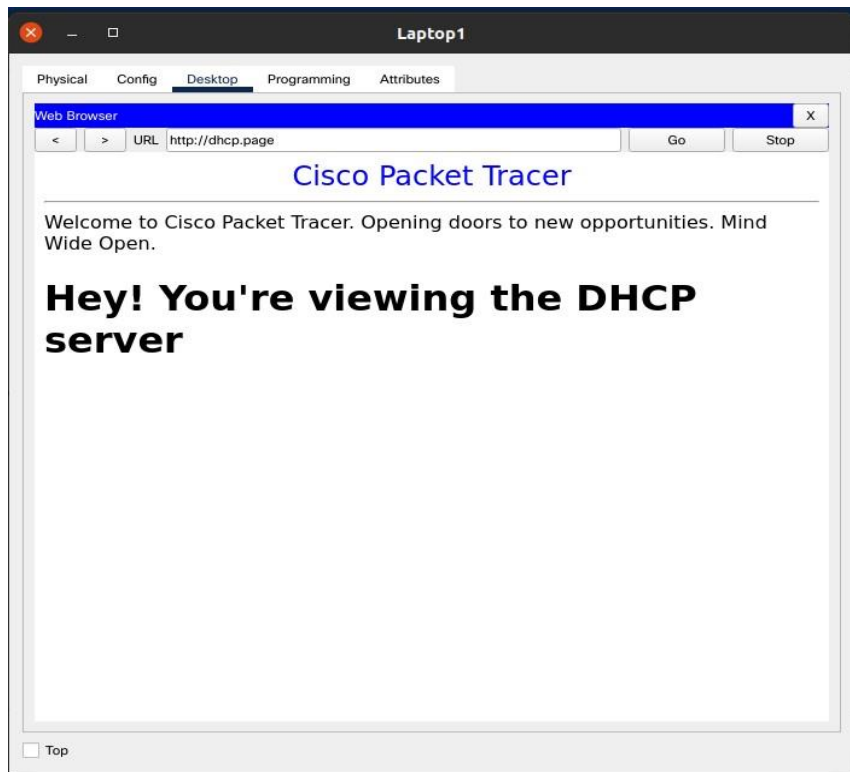 Laptop1
Physical Config Desktop Programming Attributes
Web Browser X
< > URL http://dhcp.page Go Stop
Cisco Packet Tracer
Welcome to Cisco Packet Tracer. Opening doors to new opportunities. Mind
Wide Open.
Hey! You're viewing the DHCP
server
Top